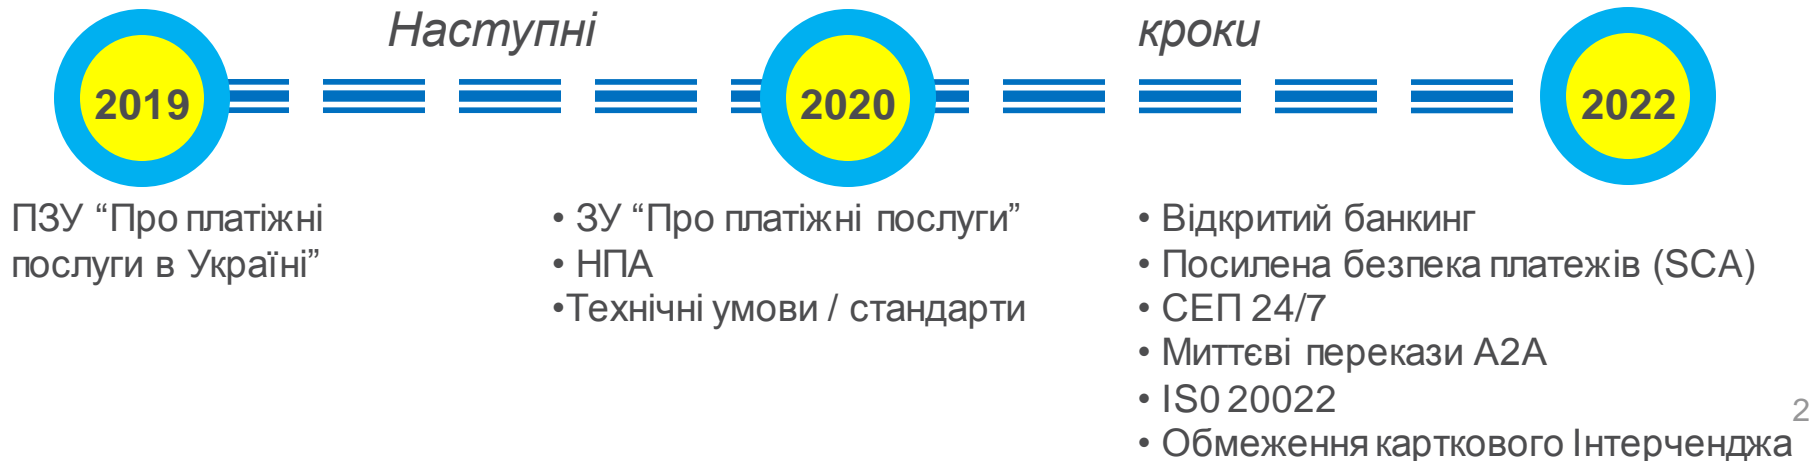 Наступні кроки
2019
2020
2022
ПЗУ “Про платіжні
послуги в Україні”
• ЗУ “Про платіжні послуги”
• НПА
•Технічні умови / стандарти
• Відкритий банкинг
• Посилена безпека платежів (SCA)
• СЕП 24/7
• Миттєві перекази А2А
• IS0 20022
• Обмеження карткового Інтерченджа
2